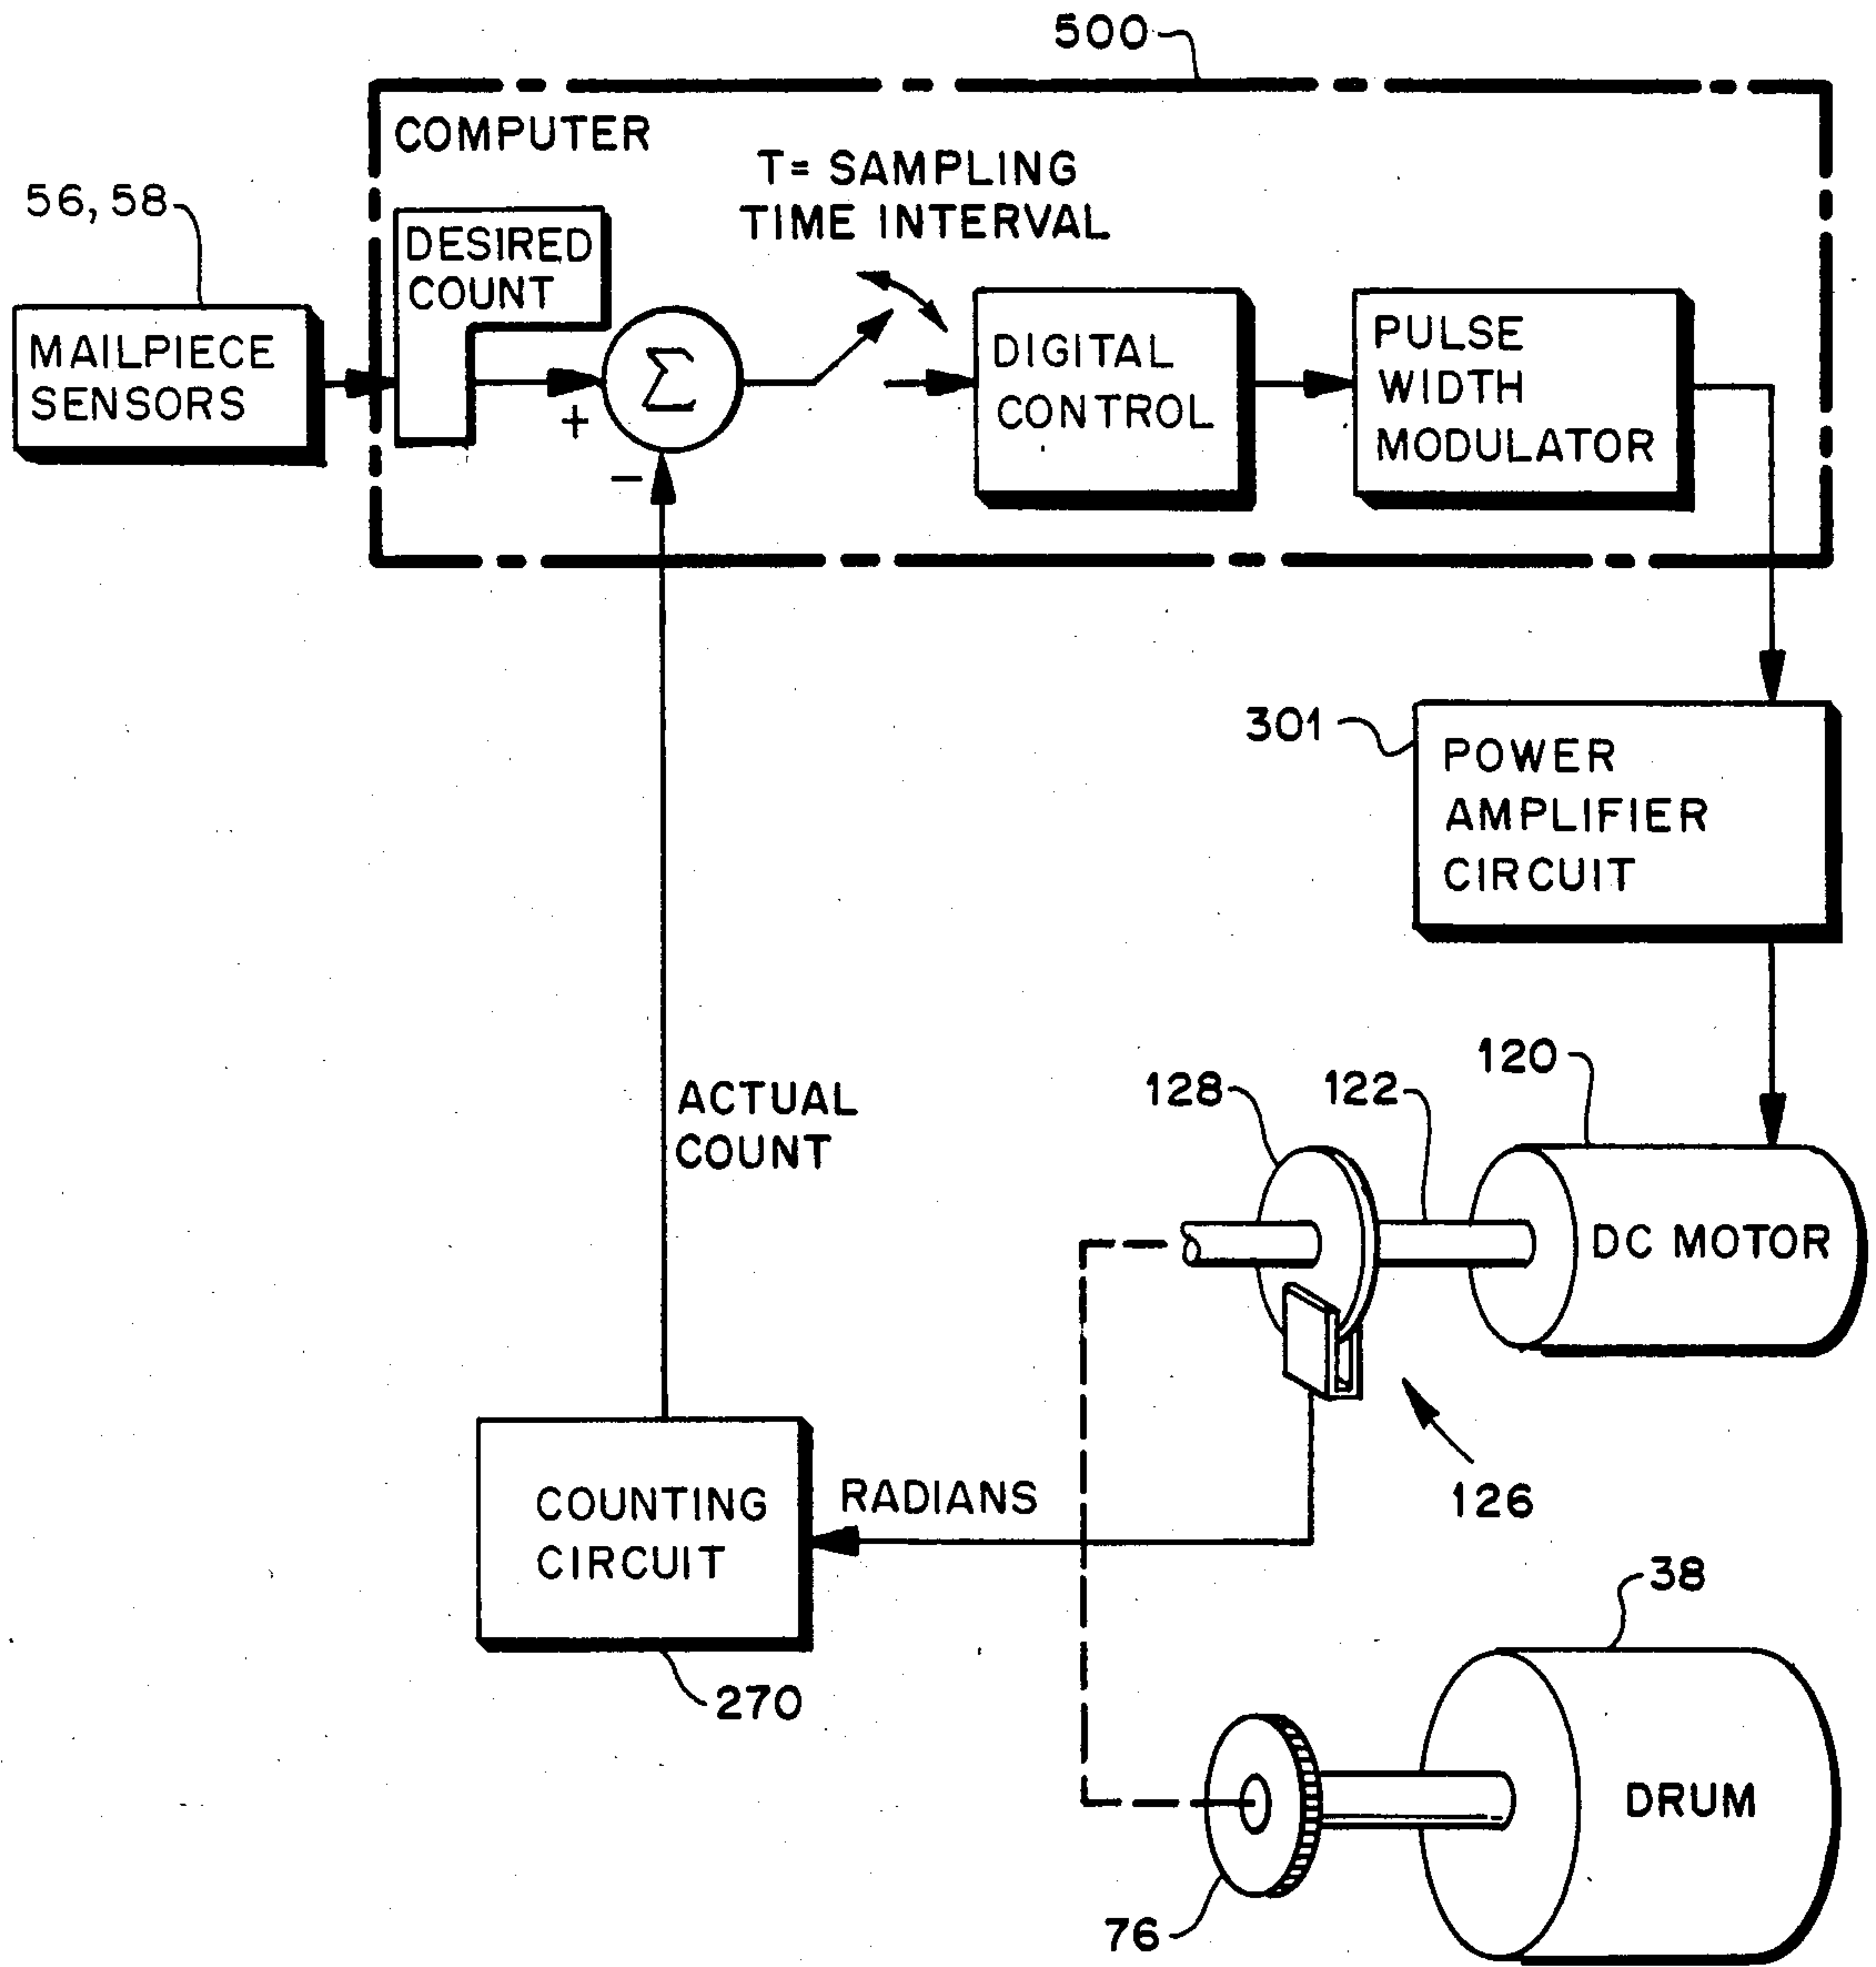 500
COMPUTER
T= SAMPLING
TIME INTERVAL
56, 58
DESIRED
COUNT
MAILPIECE
SENSORS
+
Σ
−
DIGITAL
CONTROL
PULSE
WIDTH
MODULATOR
301
POWER
AMPLIFIER
CIRCUIT
ACTUAL
COUNT
128
122
120
DC MOTOR
126
COUNTING
CIRCUIT
RADIANS
270
38
DRUM
76